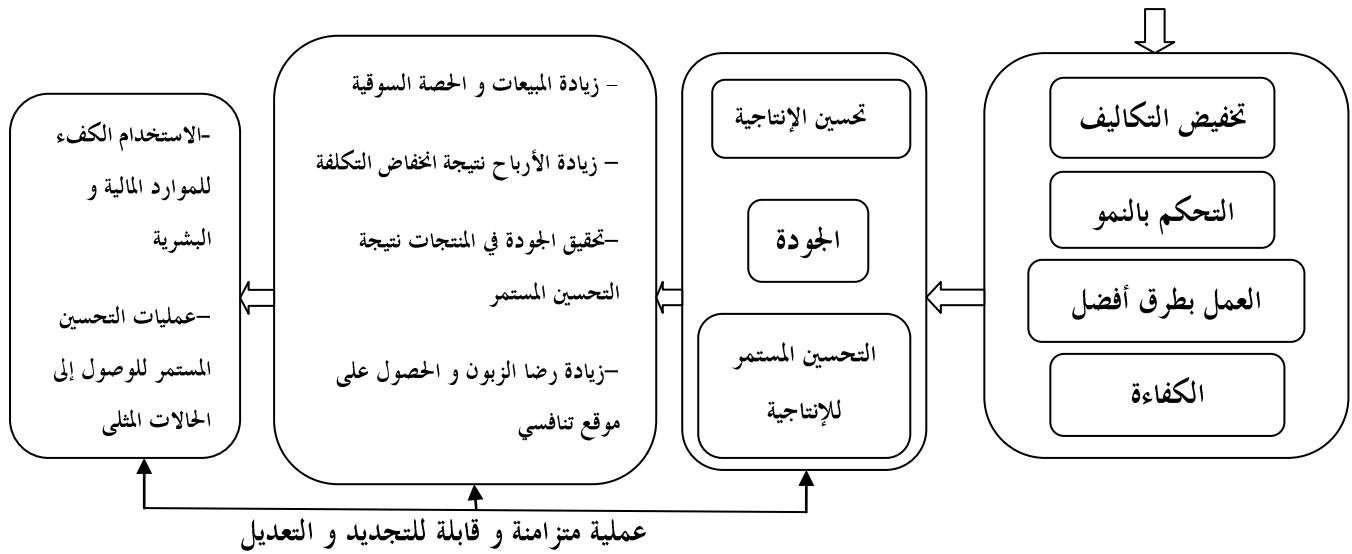 تخفيض التكاليف
التحكم بالنمو
العمل بطرق أفضل
الكفاءة
تحسين الإنتاجية
الجودة
التحسين المستمر
للإنتاجية
– زيادة المبيعات و الحصة السوقية
– زيادة الأرباح نتيجة انخفاض التكلفة
–تحقيق الجودة في المنتجات نتيجة
التحسين المستمر
–زيادة رضا الزبون و الحصول على
موقع تنافسي
-الاستخدام الكفء
للموارد المالية و
البشرية
–عمليات التحسين
المستمر للوصول إلى
الحالات المثلى
عملية متزامنة و قابلة للتجديد و التعديل